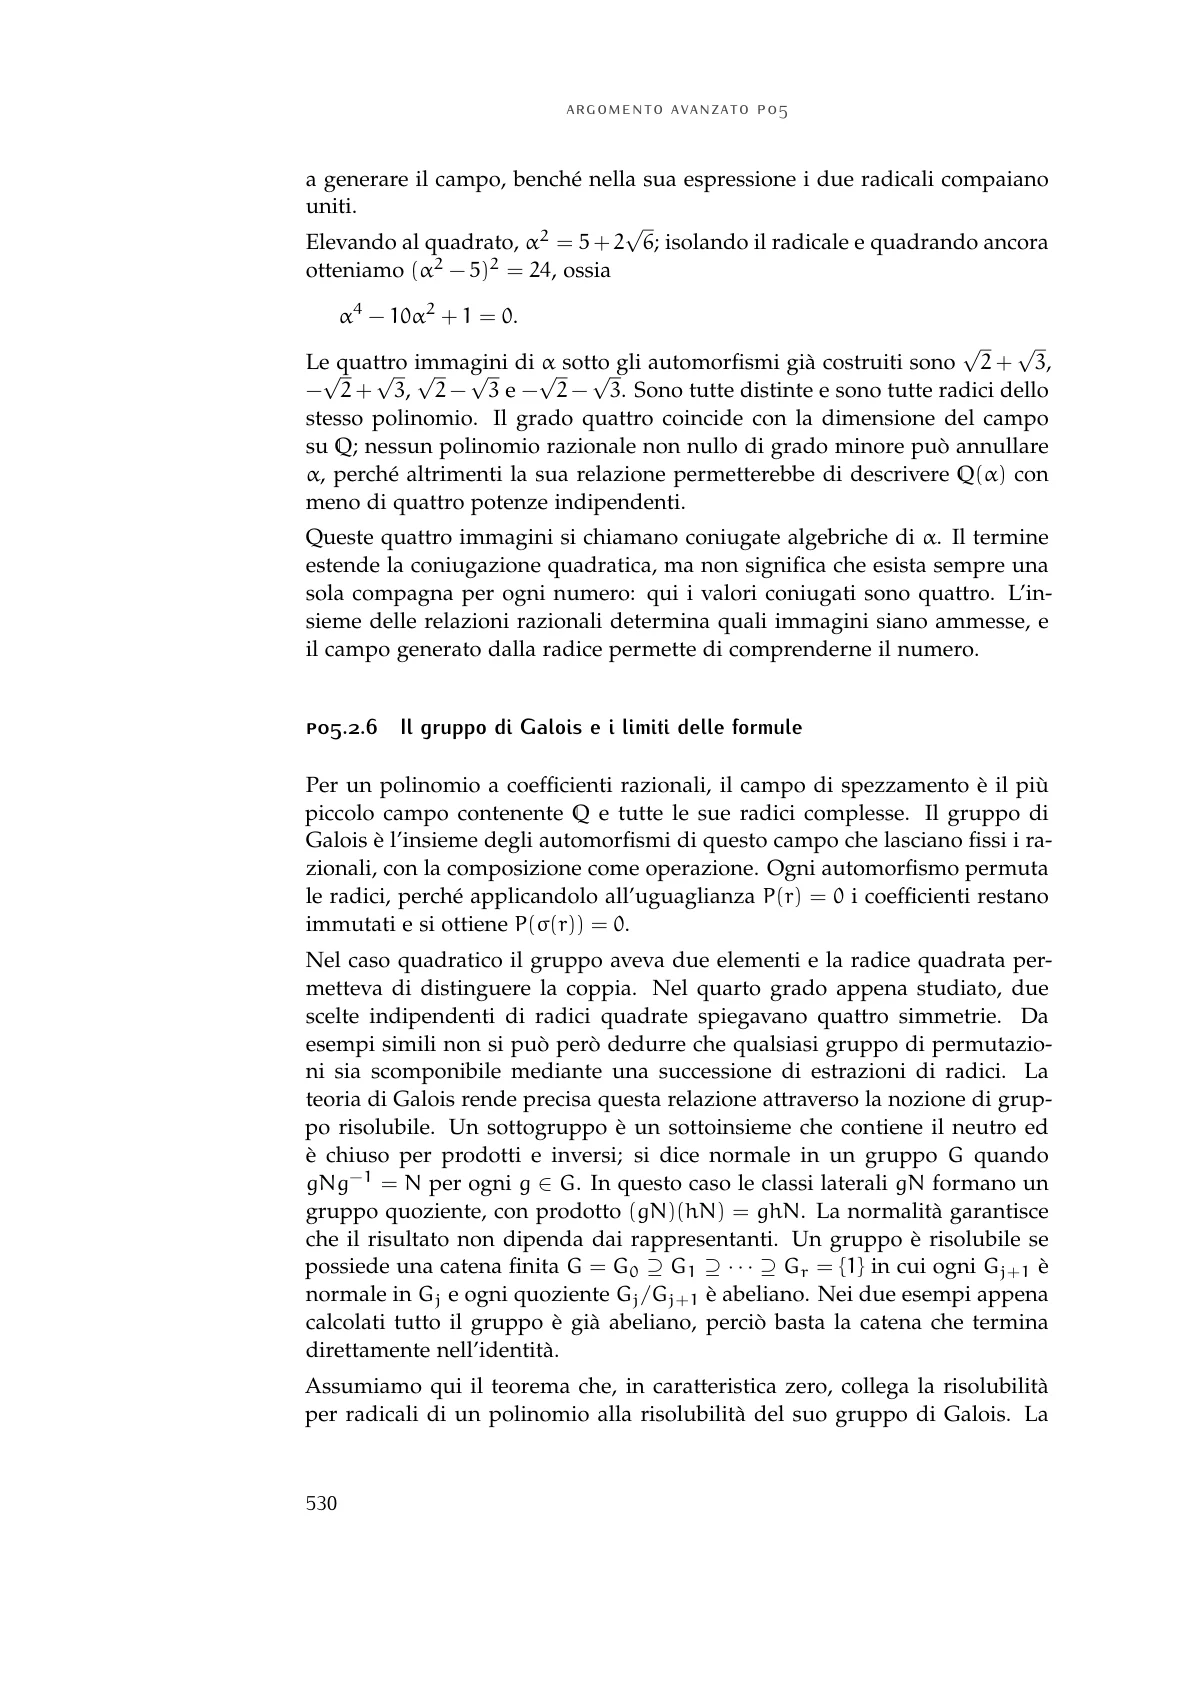 ARGOMENTO AVANZATO P05
a generare il campo, benché nella sua espressione i due radicali compaiano
uniti.
Elevando al quadrato, α² = 5 + 2√6; isolando il radicale e quadrando ancora
otteniamo (α² − 5)² = 24, ossia
α⁴ − 10α² + 1 = 0.
Le quattro immagini di α sotto gli automorfismi già costruiti sono √2 + √3,
−√2 + √3, √2 − √3 e −√2 − √3. Sono tutte distinte e sono tutte radici dello
stesso polinomio. Il grado quattro coincide con la dimensione del campo
su ℚ; nessun polinomio razionale non nullo di grado minore può annullare
α, perché altrimenti la sua relazione permetterebbe di descrivere ℚ(α) con
meno di quattro potenze indipendenti.
Queste quattro immagini si chiamano coniugate algebriche di α. Il termine
estende la coniugazione quadratica, ma non significa che esista sempre una
sola compagna per ogni numero: qui i valori coniugati sono quattro. L'in-
sieme delle relazioni razionali determina quali immagini siano ammesse, e
il campo generato dalla radice permette di comprenderne il numero.
P05.2.6 Il gruppo di Galois e i limiti delle formule
Per un polinomio a coefficienti razionali, il campo di spezzamento è il più
piccolo campo contenente ℚ e tutte le sue radici complesse. Il gruppo di
Galois è l'insieme degli automorfismi di questo campo che lasciano fissi i ra-
zionali, con la composizione come operazione. Ogni automorfismo permuta
le radici, perché applicandolo all'uguaglianza P(r) = 0 i coefficienti restano
immutati e si ottiene P(σ(r)) = 0.
Nel caso quadratico il gruppo aveva due elementi e la radice quadrata per-
metteva di distinguere la coppia. Nel quarto grado appena studiato, due
scelte indipendenti di radici quadrate spiegavano quattro simmetrie. Da
esempi simili non si può però dedurre che qualsiasi gruppo di permutazio-
ni sia scomponibile mediante una successione di estrazioni di radici. La
teoria di Galois rende precisa questa relazione attraverso la nozione di grup-
po risolubile. Un sottogruppo è un sottoinsieme che contiene il neutro ed
è chiuso per prodotti e inversi; si dice normale in un gruppo G quando
gNg⁻¹ = N per ogni g ∈ G. In questo caso le classi laterali gN formano un
gruppo quoziente, con prodotto (gN)(hN) = ghN. La normalità garantisce
che il risultato non dipenda dai rappresentanti. Un gruppo è risolubile se
possiede una catena finita G = G₀ ⊇ G₁ ⊇ ⋯ ⊇ Gᵣ = {1} in cui ogni Gⱼ₊₁ è
normale in Gⱼ e ogni quoziente Gⱼ/Gⱼ₊₁ è abeliano. Nei due esempi appena
calcolati tutto il gruppo è già abeliano, perciò basta la catena che termina
direttamente nell'identità.
Assumiamo qui il teorema che, in caratteristica zero, collega la risolubilità
per radicali di un polinomio alla risolubilità del suo gruppo di Galois. La
530